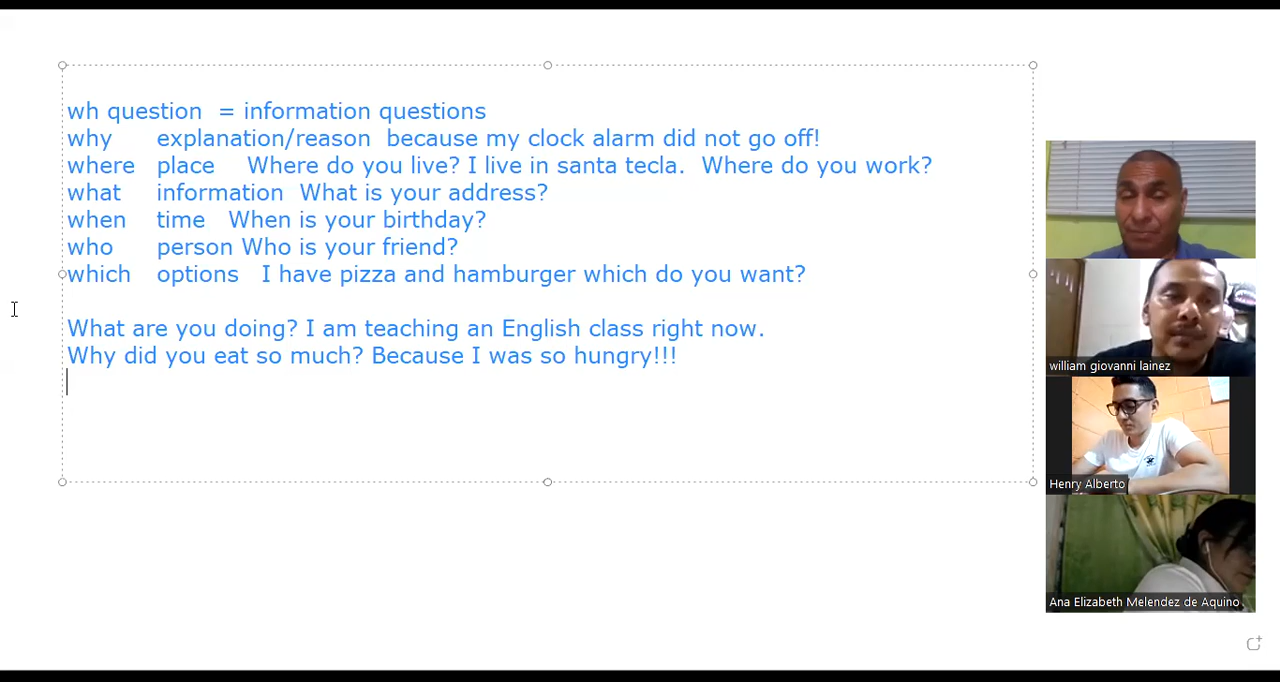 wh question = information questions
why explanation/reason because my clock alarm did not go off!
where place Where do you live? I live in santa tecla. Where do you work?
what information What is your address?
when time When is your birthday?
who person Who is your friend?
which options I have pizza and hamburger which do you want?
What are you doing? I am teaching an English class right now.
Why did you eat so much? Because I was so hungry!!!
william giovanni lainez
Henry Alberto
Ana Elizabeth Melendez de Aquino